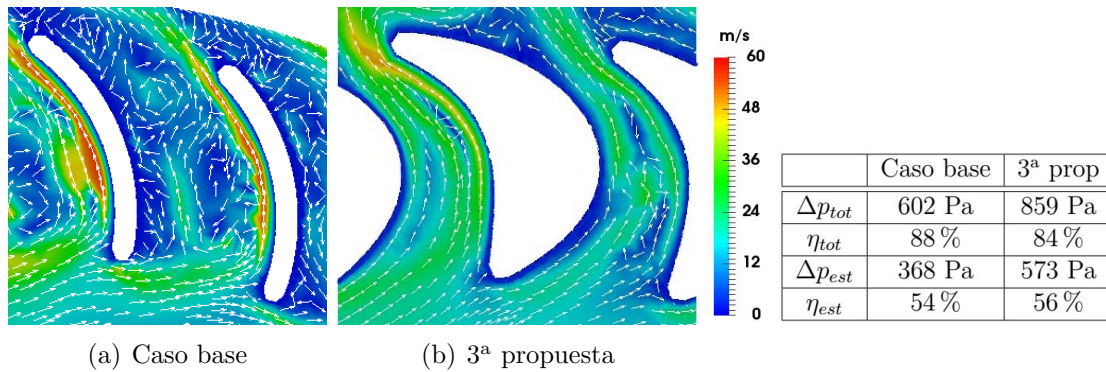 m/s
60
48
36
24
12
0
Caso base 3ª prop
Δp_tot 602 Pa 859 Pa
η_tot 88 % 84 %
Δp_est 368 Pa 573 Pa
η_est 54 % 56 %
(a) Caso base
(b) 3ª propuesta